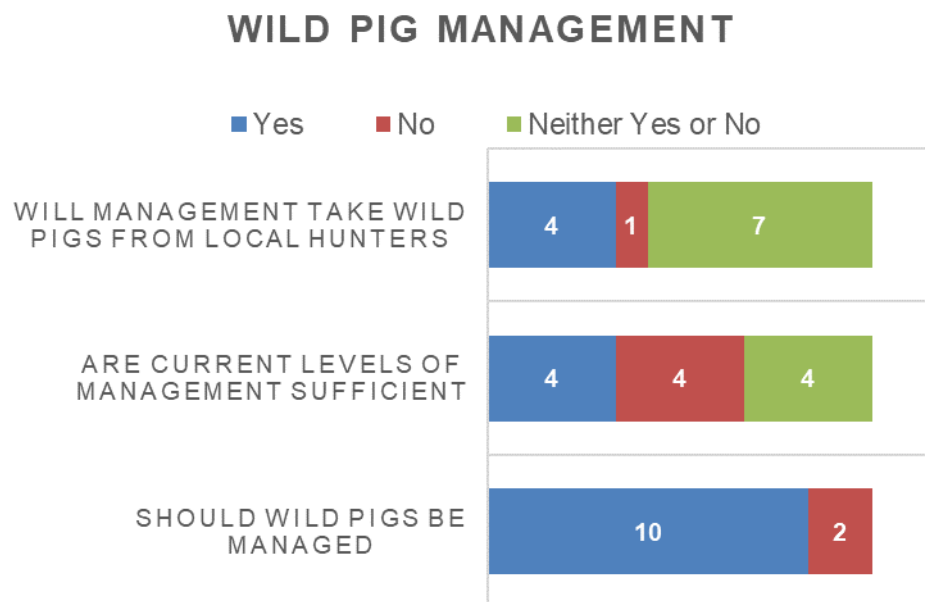 WILD PIG MANAGEMENT
Yes No Neither Yes or No
WILL MANAGEMENT TAKE WILD
PIGS FROM LOCAL HUNTERS
4 1 7
ARE CURRENT LEVELS OF
MANAGEMENT SUFFICIENT
4 4 4
SHOULD WILD PIGS BE
MANAGED
10 2